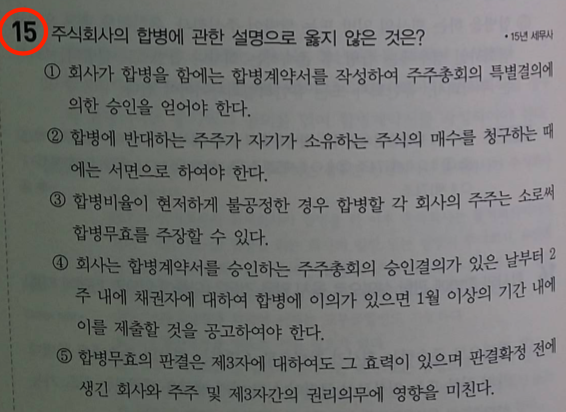 15 주식회사의 합병에 관한 설명으로 옳지 않은 것은? • 15년 세무사
① 회사가 합병을 함에는 합병계약서를 작성하여 주주총회의 특별결의에
의한 승인을 얻어야 한다.
② 합병에 반대하는 주주가 자기가 소유하는 주식의 매수를 청구하는 때
에는 서면으로 하여야 한다.
③ 합병비율이 현저하게 불공정한 경우 합병할 각 회사의 주주는 소로써
합병무효를 주장할 수 있다.
④ 회사는 합병계약서를 승인하는 주주총회의 승인결의가 있은 날부터 2
주 내에 채권자에 대하여 합병에 이의가 있으면 1월 이상의 기간 내에
이를 제출할 것을 공고하여야 한다.
⑤ 합병무효의 판결은 제3자에 대하여도 그 효력이 있으며 판결확정 전에
생긴 회사와 주주 및 제3자간의 권리의무에 영향을 미친다.